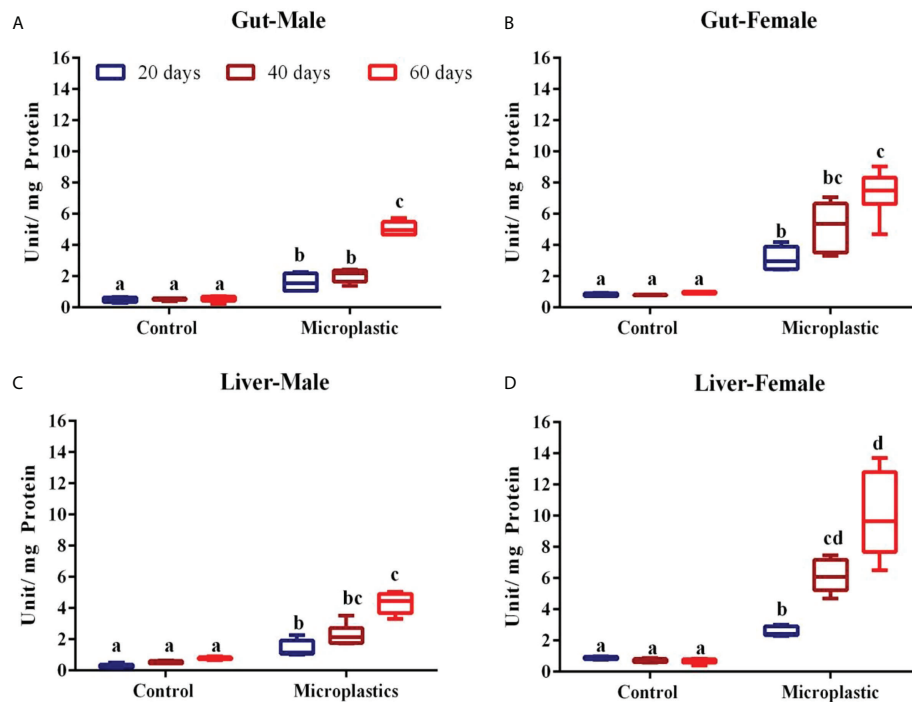 A
Gut-Male
Unit/ mg Protein
16
14
12
10
8
6
4
2
0
20 days 40 days 60 days
a a a b b c
Control Microplastic
B
Gut-Female
Unit/ mg Protein
16
14
12
10
8
6
4
2
0
a a a b bc c
Control Microplastic
C
Liver-Male
Unit/ mg Protein
16
14
12
10
8
6
4
2
0
a a a b bc c
Control Microplastics
D
Liver-Female
Unit/ mg Protein
16
14
12
10
8
6
4
2
0
a a a b cd d
Control Microplastic